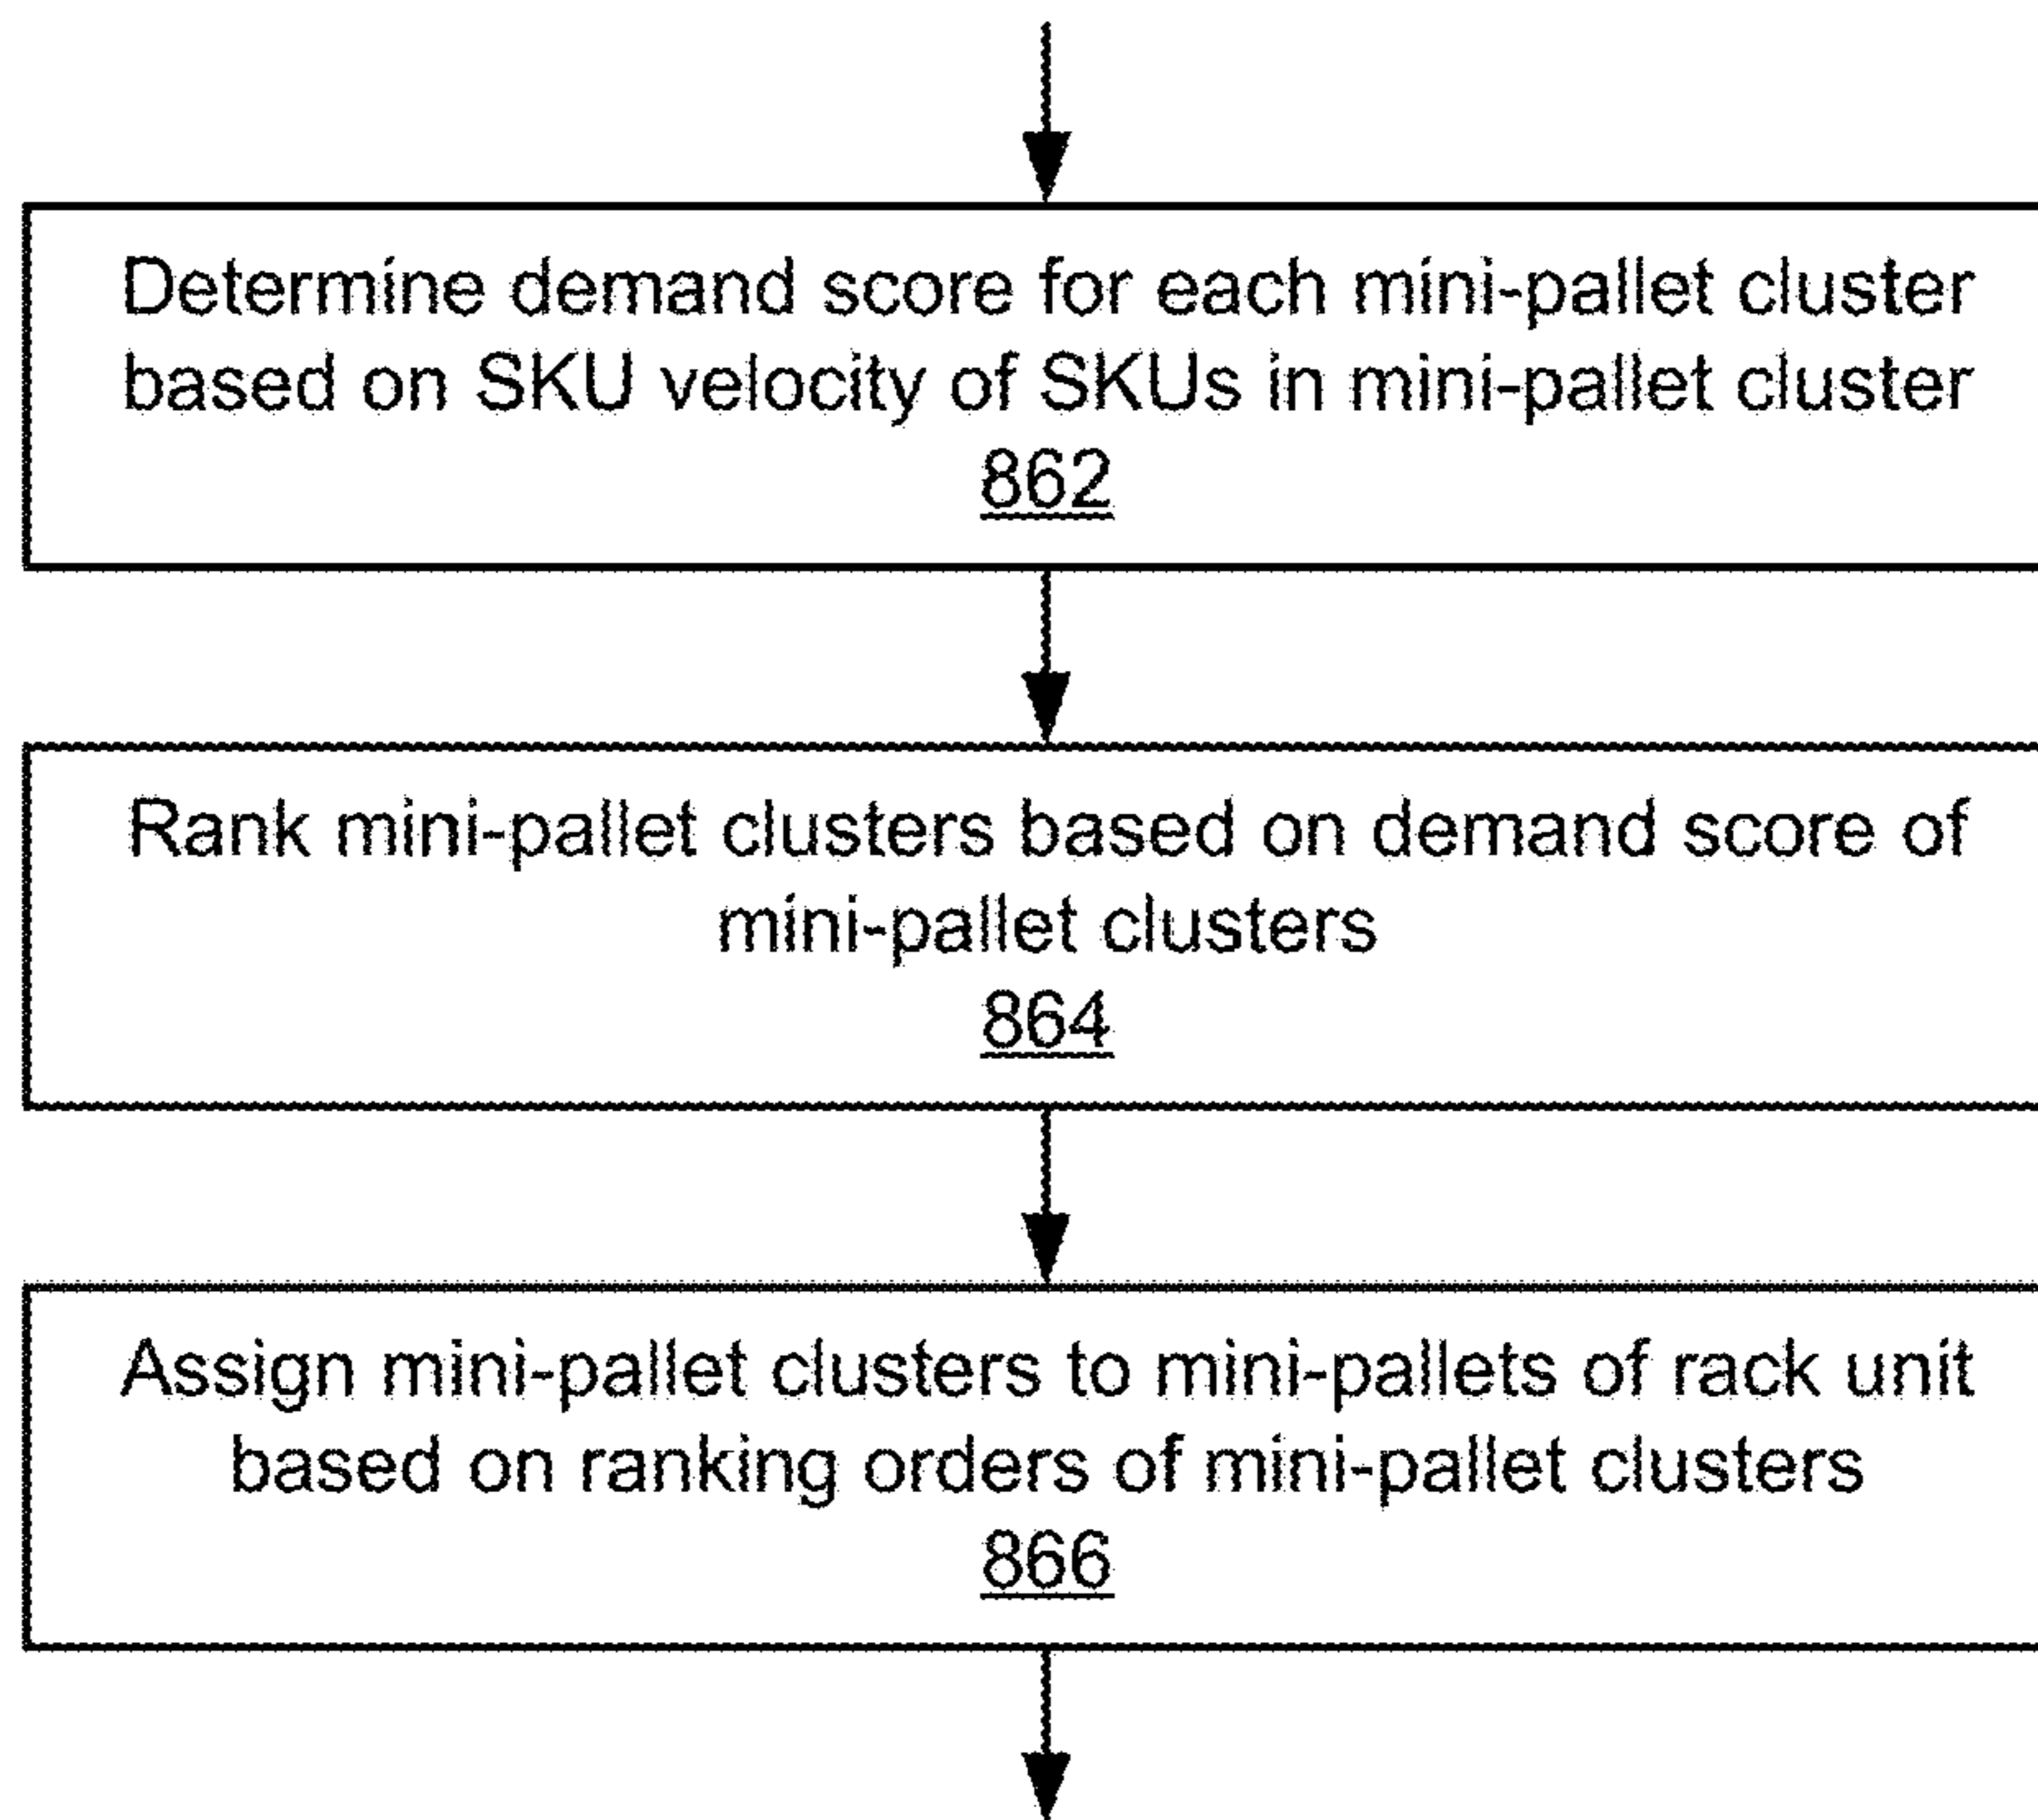 Determine demand score for each mini-pallet cluster
based on SKU velocity of SKUs in mini-pallet cluster
862
Rank mini-pallet clusters based on demand score of
mini-pallet clusters
864
Assign mini-pallet clusters to mini-pallets of rack unit
based on ranking orders of mini-pallet clusters
866